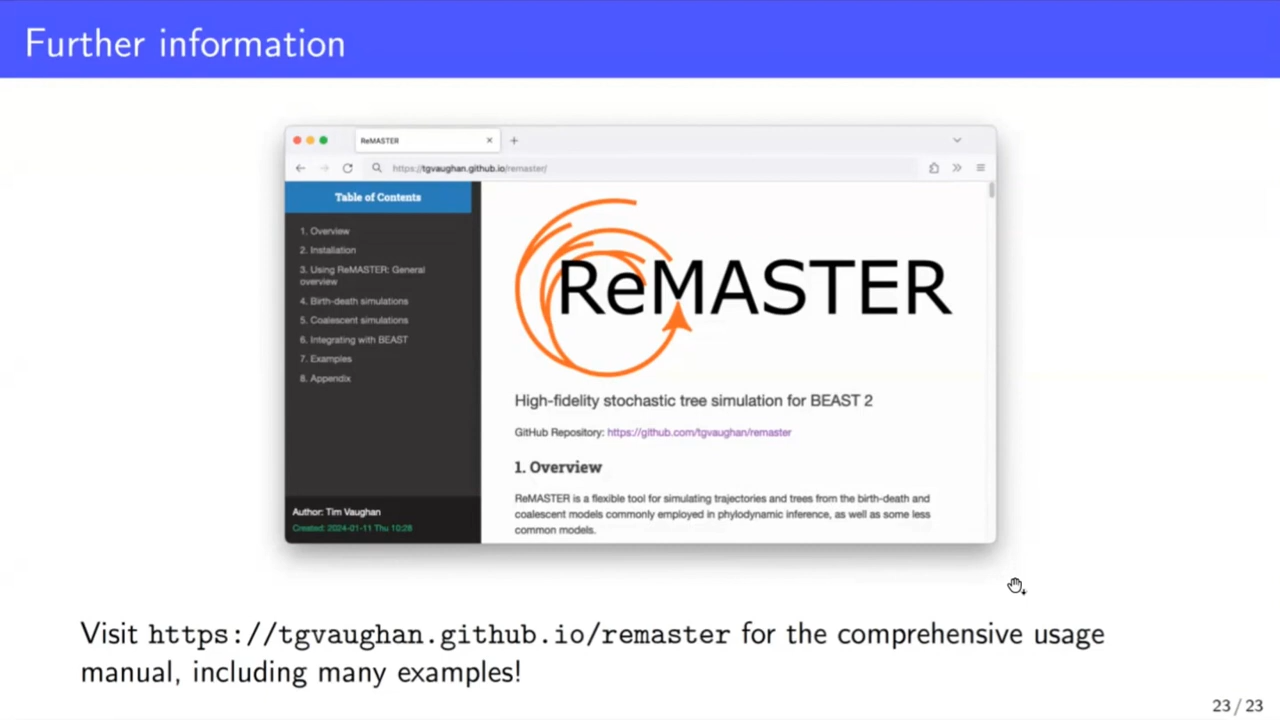 Further information
ReMASTER
https://tgvaughan.github.io/remaster/
Table of Contents
1. Overview
2. Installation
3. Using ReMASTER: General
overview
4. Birth-death simulations
5. Coalescent simulations
6. Integrating with BEAST
7. Examples
8. Appendix
Author: Tim Vaughan
Created: 2024-01-11 Thu 10:28
ReMASTER
High-fidelity stochastic tree simulation for BEAST 2
GitHub Repository: https://github.com/tgvaughan/remaster
1. Overview
ReMASTER is a flexible tool for simulating trajectories and trees from the birth-death and
coalescent models commonly employed in phylodynamic inference, as well as some less
common models.
Visit https://tgvaughan.github.io/remaster for the comprehensive usage
manual, including many examples!
23 / 23